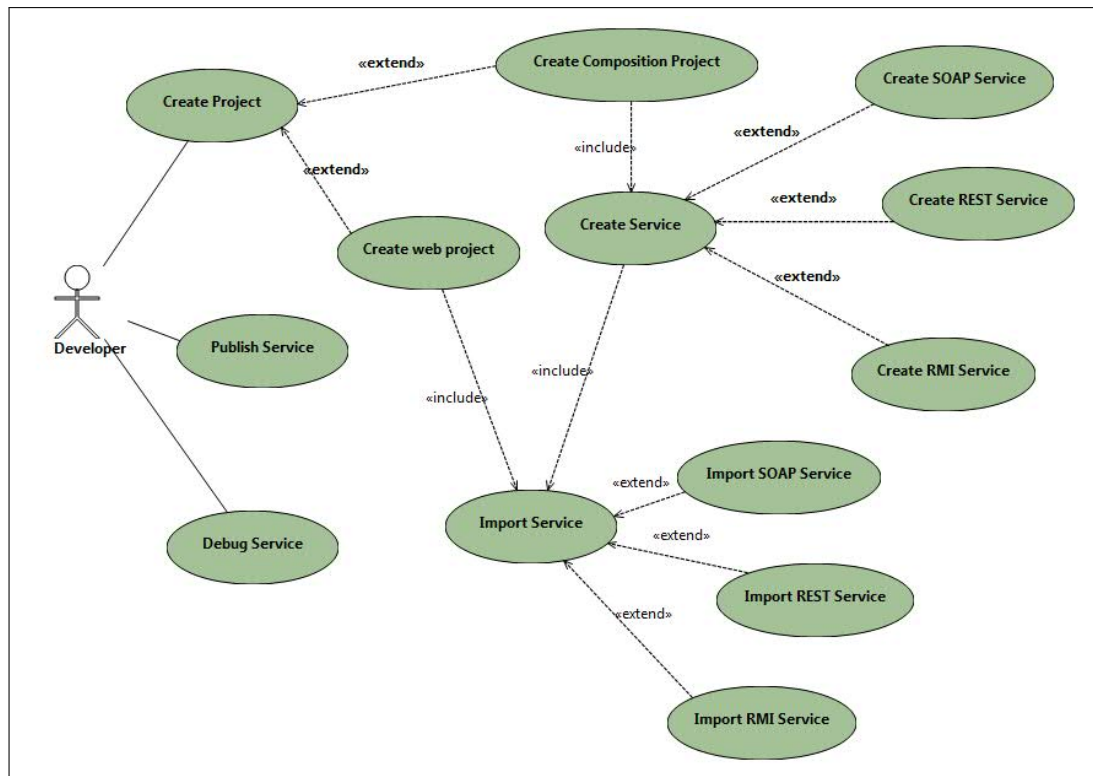 Create Composition Project
«extend»
Create SOAP Service
Create Project
«extend»
«include»
«extend»
«extend»
Create REST Service
Create Service
Create web project
«extend»
Developer
Publish Service
«include»
Create RMI Service
«include»
Import SOAP Service
«extend»
Import Service
«extend»
Debug Service
Import REST Service
«extend»
Import RMI Service